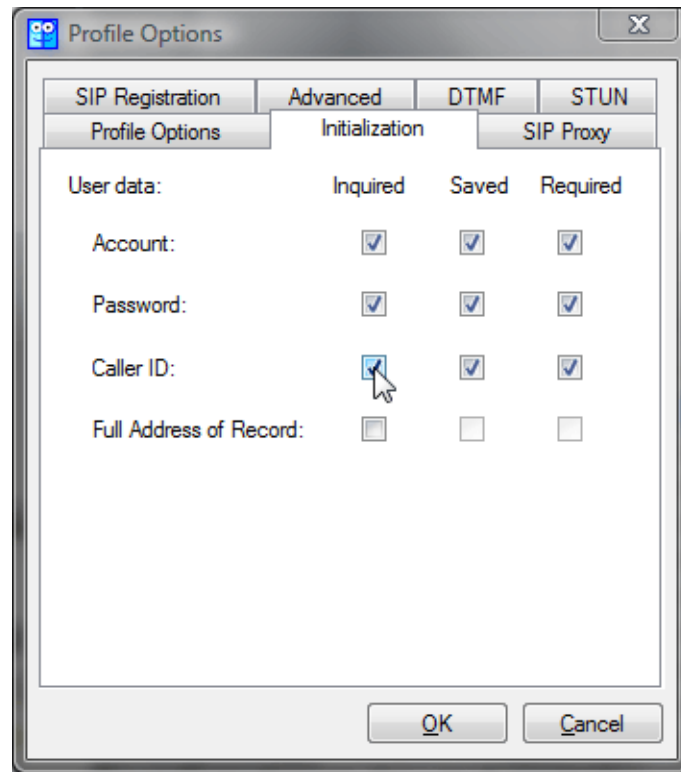 Profile Options
SIP Registration Advanced DTMF STUN
Profile Options Initialization SIP Proxy
User data: Inquired Saved Required
Account:
Password:
Caller ID:
Full Address of Record:
OK Cancel